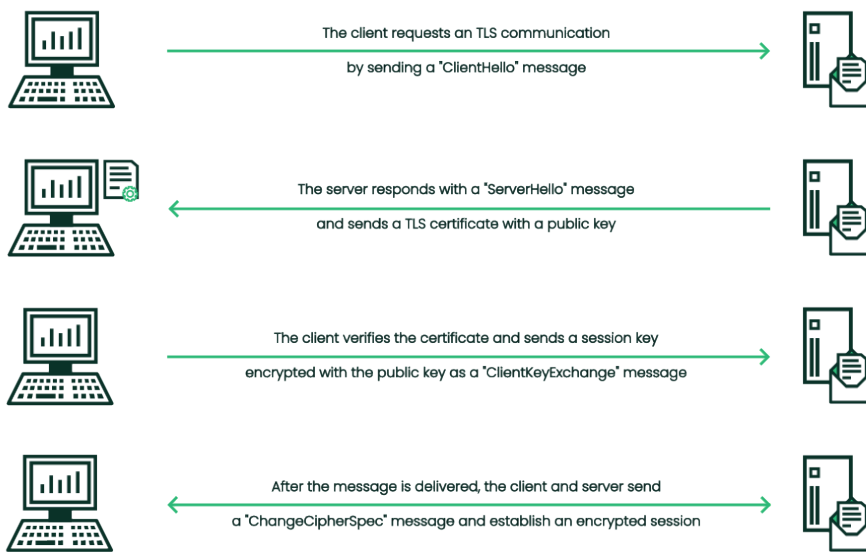 The client requests an TLS communication
by sending a "ClientHello" message
The server responds with a "ServerHello" message
and sends a TLS certificate with a public key
The client verifies the certificate and sends a session key
encrypted with the public key as a "ClientKeyExchange" message
After the message is delivered, the client and server send
a "ChangeCipherSpec" message and establish an encrypted session